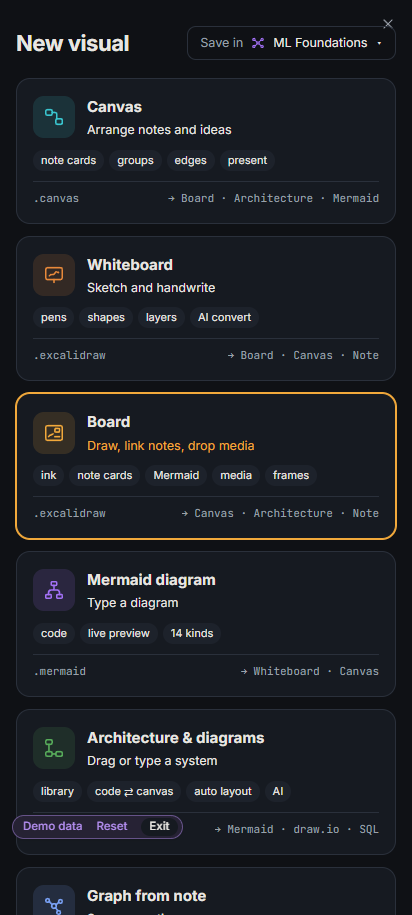 New visual
Save in ML Foundations
Canvas
Arrange notes and ideas
note cards groups edges present
.canvas → Board · Architecture · Mermaid
Whiteboard
Sketch and handwrite
pens shapes layers AI convert
.excalidraw → Board · Canvas · Note
Board
Draw, link notes, drop media
ink note cards Mermaid media frames
.excalidraw → Canvas · Architecture · Note
Mermaid diagram
Type a diagram
code live preview 14 kinds
.mermaid → Whiteboard · Canvas
Architecture & diagrams
Drag or type a system
library code ⇄ canvas auto layout AI
Demo data Reset Exit
→ Mermaid · draw.io · SQL
Graph from note